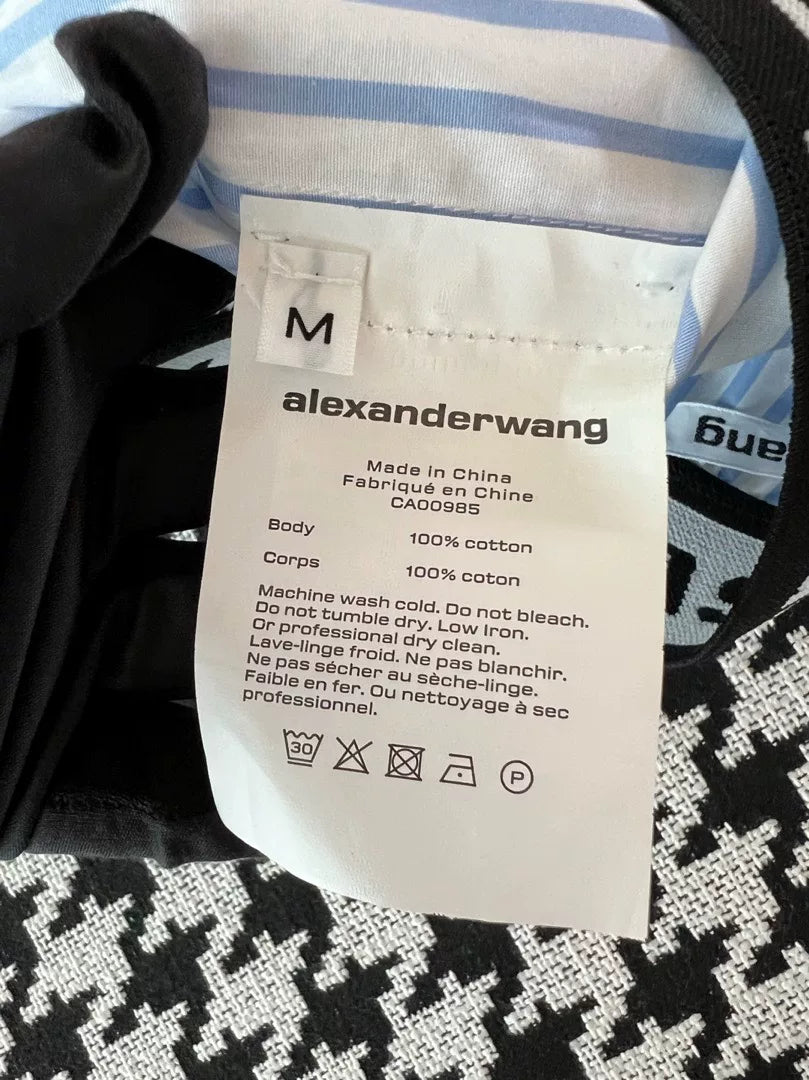 M
alexanderwang
Made in China
Fabriqué en Chine
CA00985
Body 100% cotton
Corps 100% coton
Machine wash cold. Do not bleach.
Do not tumble dry. Low Iron.
Or professional dry clean.
Lave-linge froid. Ne pas blanchir.
Ne pas sécher au sèche-linge.
Faible en fer. Ou nettoyage à sec
professionnel.
30 P
ang